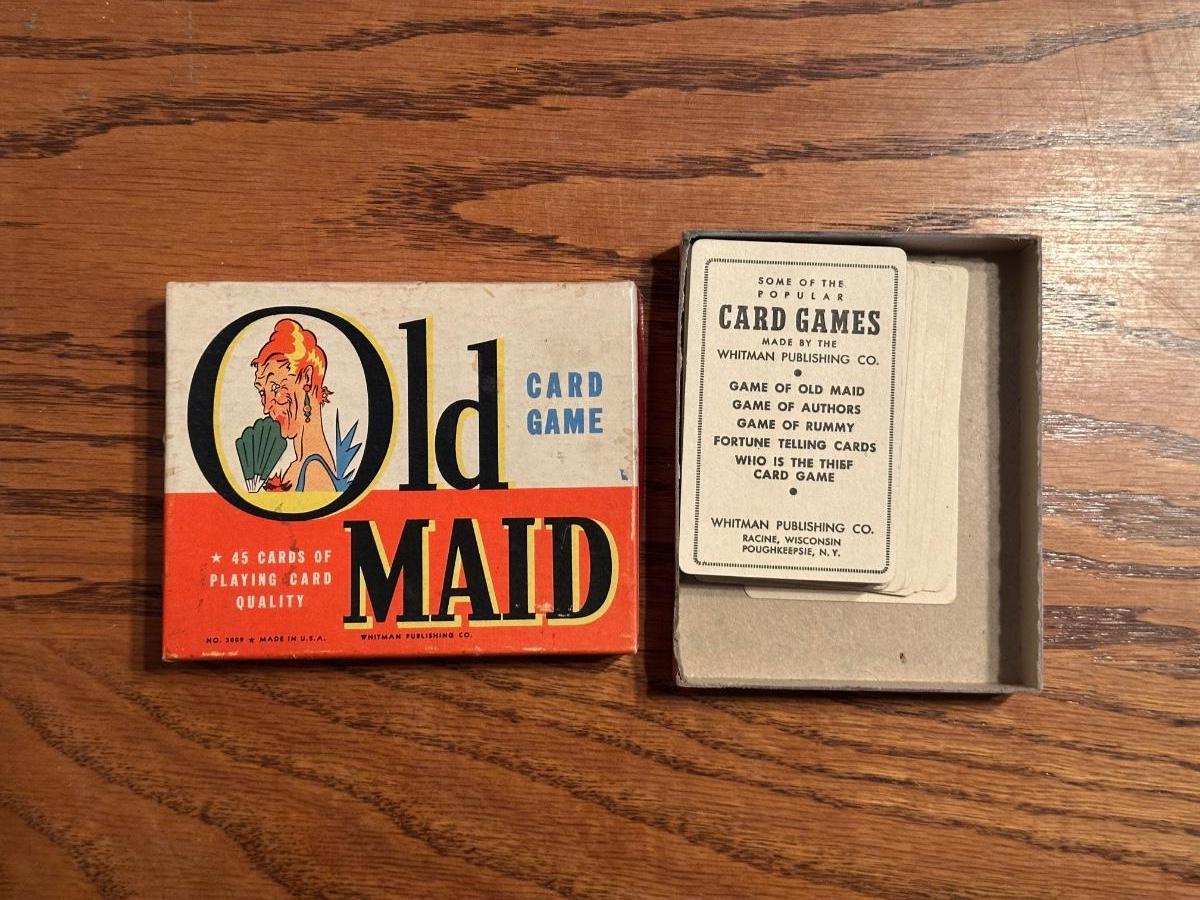 Old
CARD
GAME
MAID
★ 45 CARDS OF
PLAYING CARD
QUALITY
NO. 3009 ★ MADE IN U.S.A.
WHITMAN PUBLISHING CO.
SOME OF THE
POPULAR
CARD GAMES
MADE BY THE
WHITMAN PUBLISHING CO.
●
GAME OF OLD MAID
GAME OF AUTHORS
GAME OF RUMMY
FORTUNE TELLING CARDS
WHO IS THE THIEF
CARD GAME
●
WHITMAN PUBLISHING CO.
RACINE, WISCONSIN
POUGHKEEPSIE, N. Y.